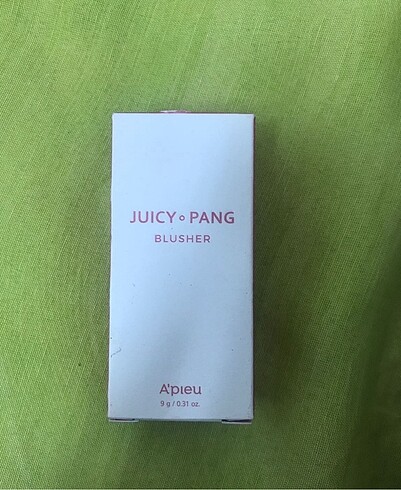 JUICY∘PANG
BLUSHER
A'pieu
9 g / 0.31 oz.